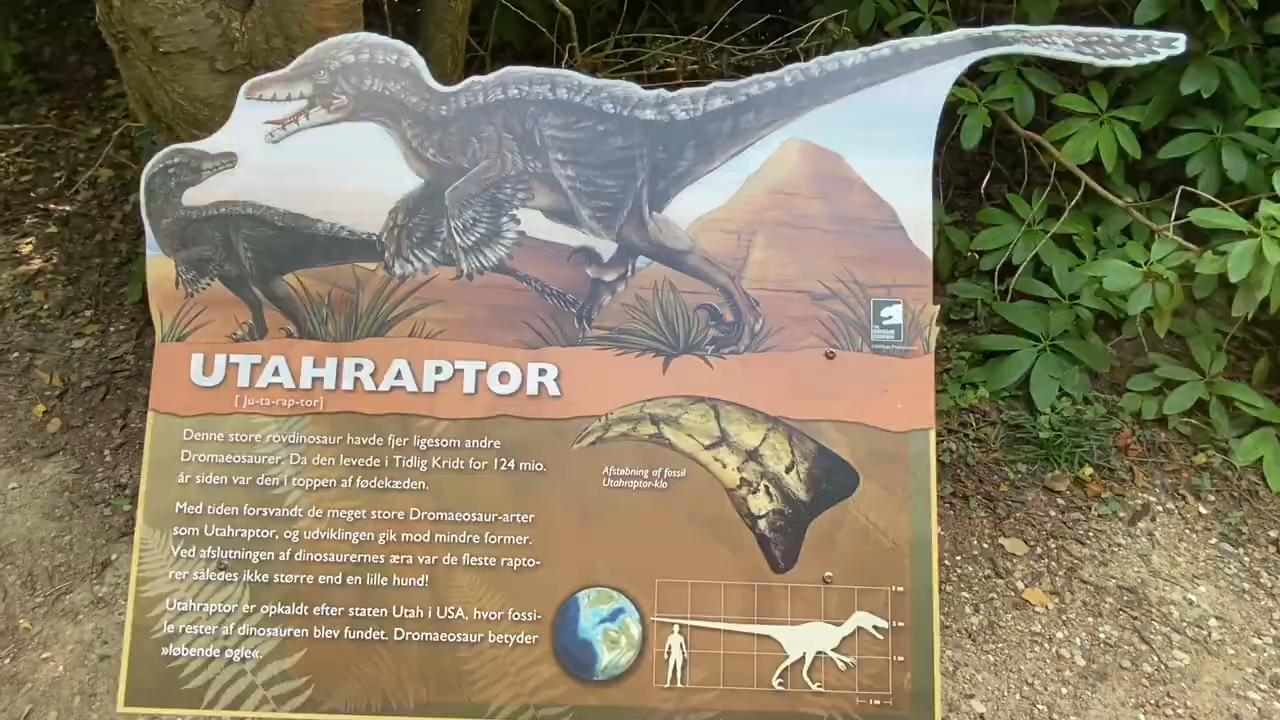 UTAHRAPTOR
[ Ju-ta-rap-tor]
Denne store rovdinosaur havde fjer ligesom andre
Dromaeosaurer. Da den levede i Tidlig Kridt for 124 mio.
år siden var den i toppen af fødekæden.
Med tiden forsvandt de meget store Dromaeosaur-arter
som Utahraptor, og udviklingen gik mod mindre former.
Ved afslutningen af dinosaurernes æra var de fleste rapto-
rer således ikke større end en lille hund!
Utahraptor er opkaldt efter staten Utah i USA, hvor fossi-
le rester af dinosauren blev fundet. Dromaeosaur betyder
»løbende øgle«.
Afstøbning af fossil
Utahraptor-klo
THE
DINOSAUR
COMPANY
1 m